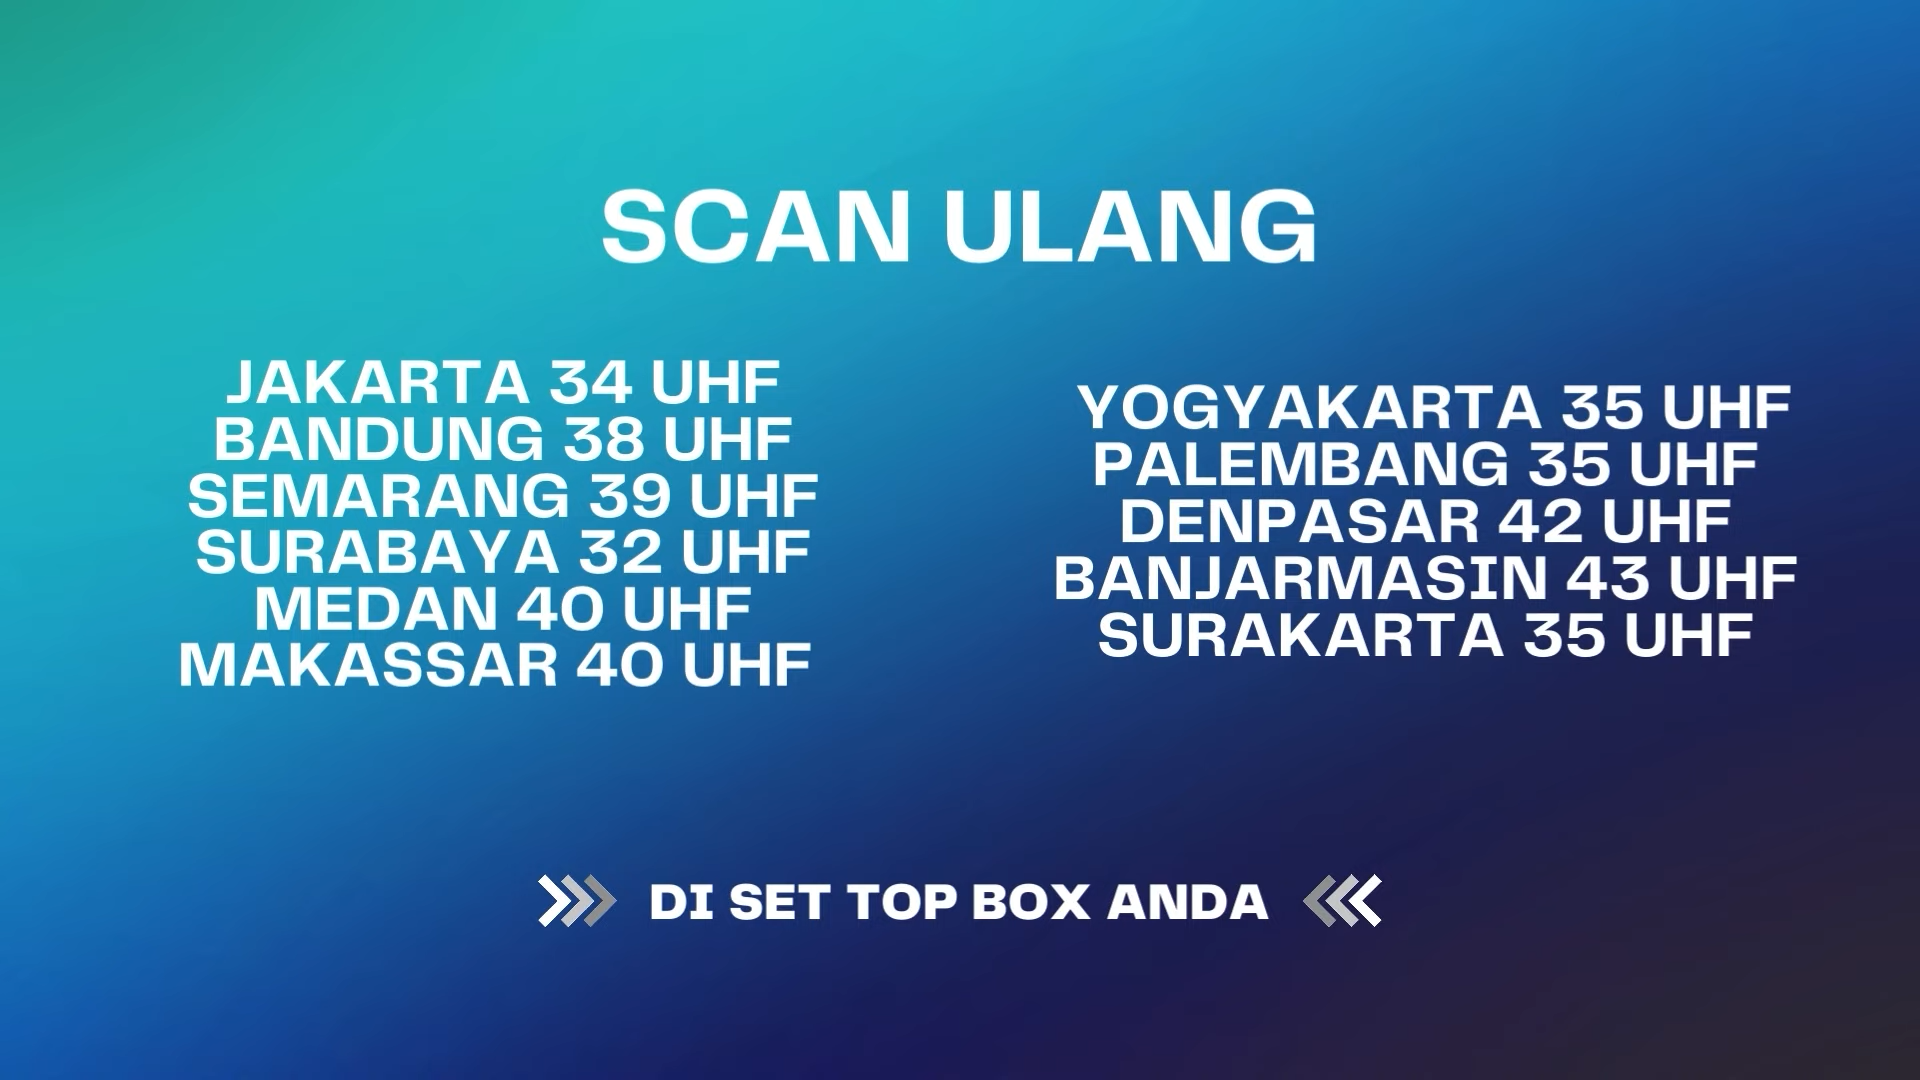 SCAN ULANG
JAKARTA 34 UHF
BANDUNG 38 UHF
SEMARANG 39 UHF
SURABAYA 32 UHF
MEDAN 40 UHF
MAKASSAR 40 UHF
YOGYAKARTA 35 UHF
PALEMBANG 35 UHF
DENPASAR 42 UHF
BANJARMASIN 43 UHF
SURAKARTA 35 UHF
DI SET TOP BOX ANDA